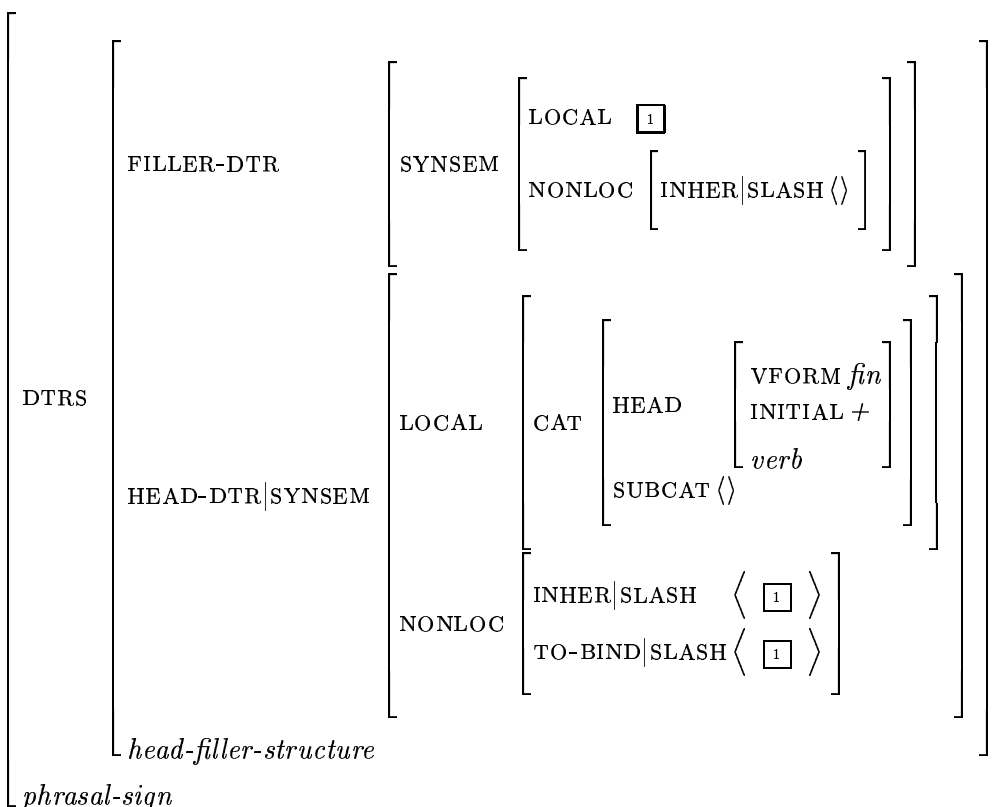 LOCAL 1
FILLER-DTR SYNSEM
NONLOC INHER|SLASH ⟨⟩
VFORM fin
DTRS
HEAD INITIAL +
LOCAL CAT
verb
SUBCAT ⟨⟩
HEAD-DTR|SYNSEM
INHER|SLASH ⟨ 1 ⟩
NONLOC
TO-BIND|SLASH ⟨ 1 ⟩
head-filler-structure
phrasal-sign